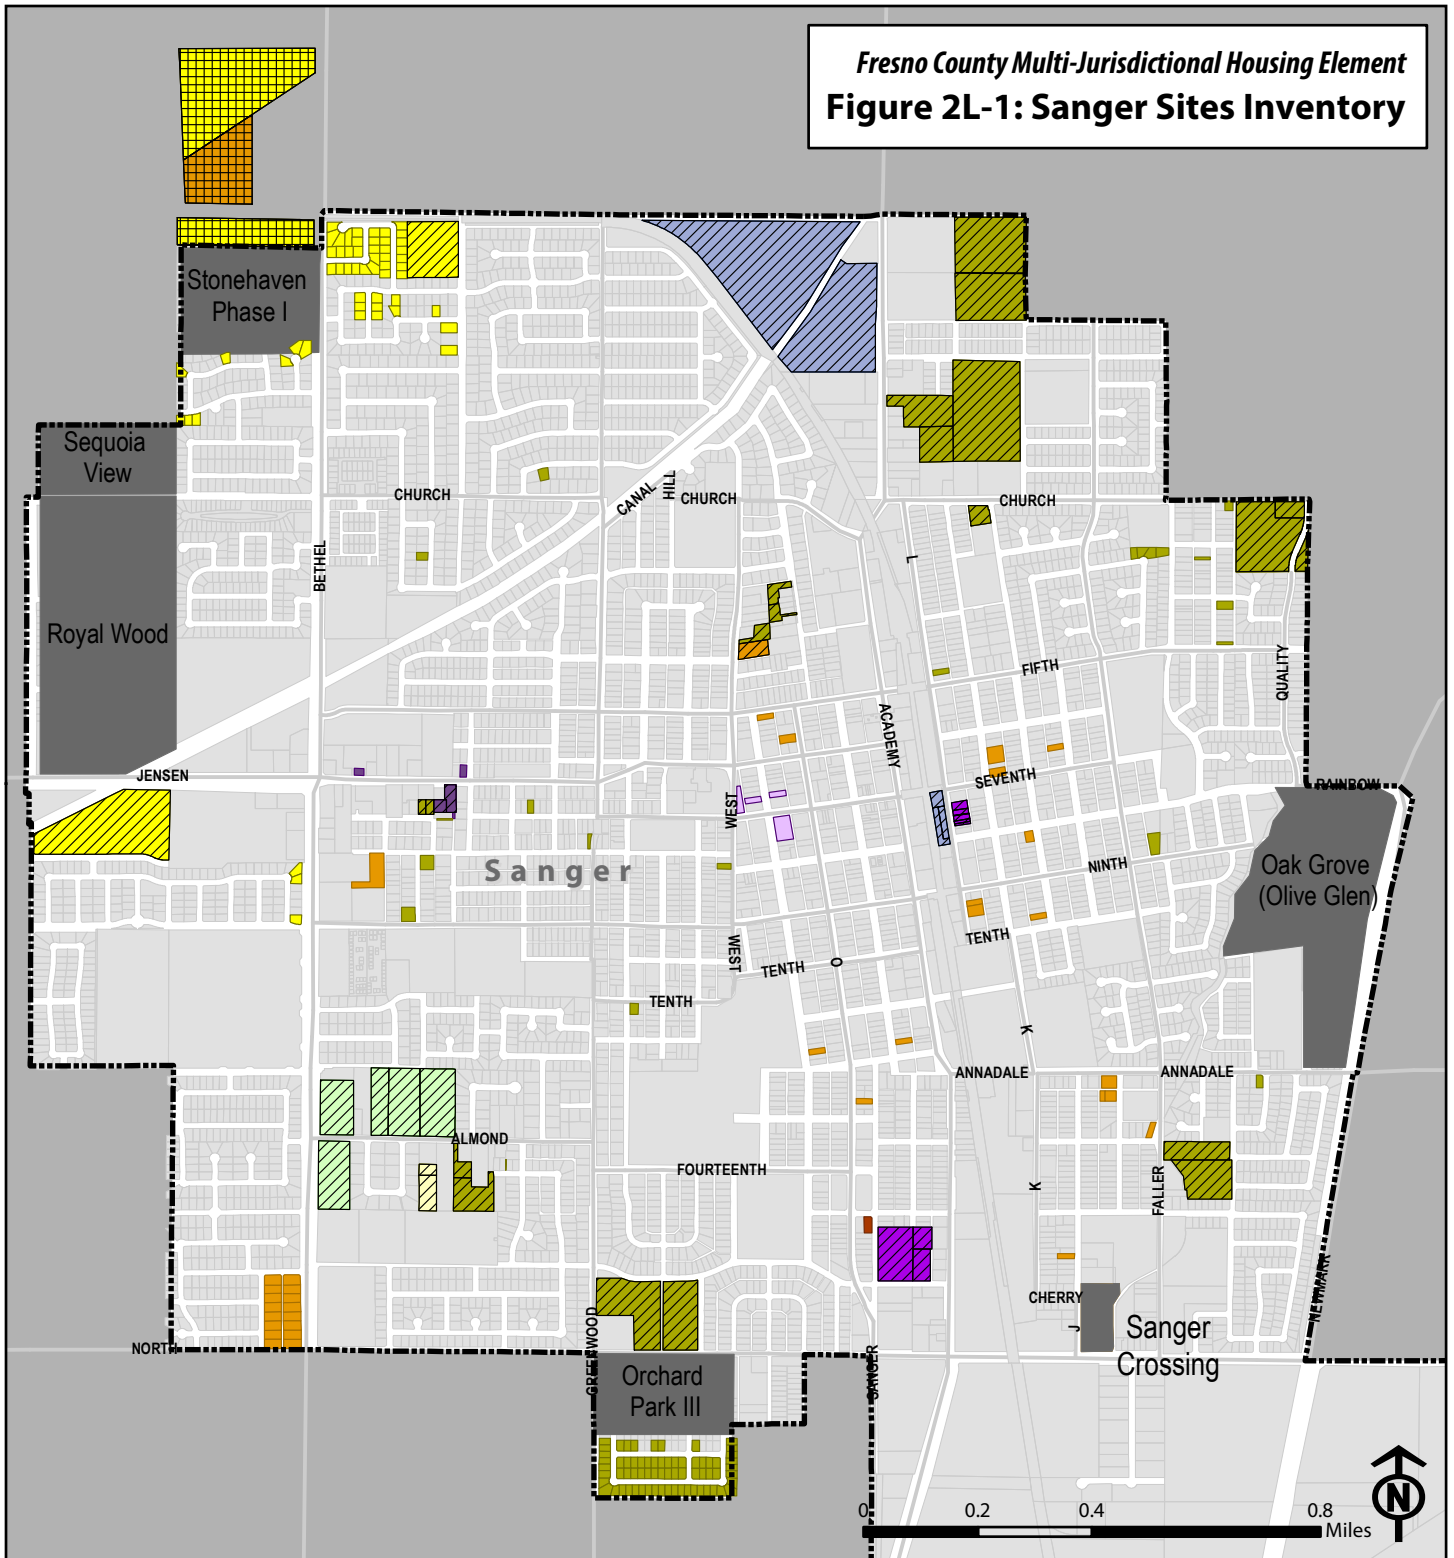 Fresno County Multi-Jurisdictional Housing Element
Figure 2L-1: Sanger Sites Inventory
Stonehaven
Phase I
Sequoia
View
CHURCH
CANAL
HILL
CHURCH
CHURCH
L
BETHEL
Royal Wood
FIFTH
QUALITY
ACADEMY
JENSEN
SEVENTH
RAINBOW
WEST
Sanger
NINTH
Oak Grove
(Olive Glen)
WEST
TENTH
O
TENTH
TENTH
K
ANNADALE
ANNADALE
ALMOND
FOURTEENTH
K
FALLER
CHERRY
J
Sanger
Crossing
NEWMARK
NORTH
GREENWOOD
SANGER
Orchard
Park III
N
0
0.2
0.4
0.8
Miles